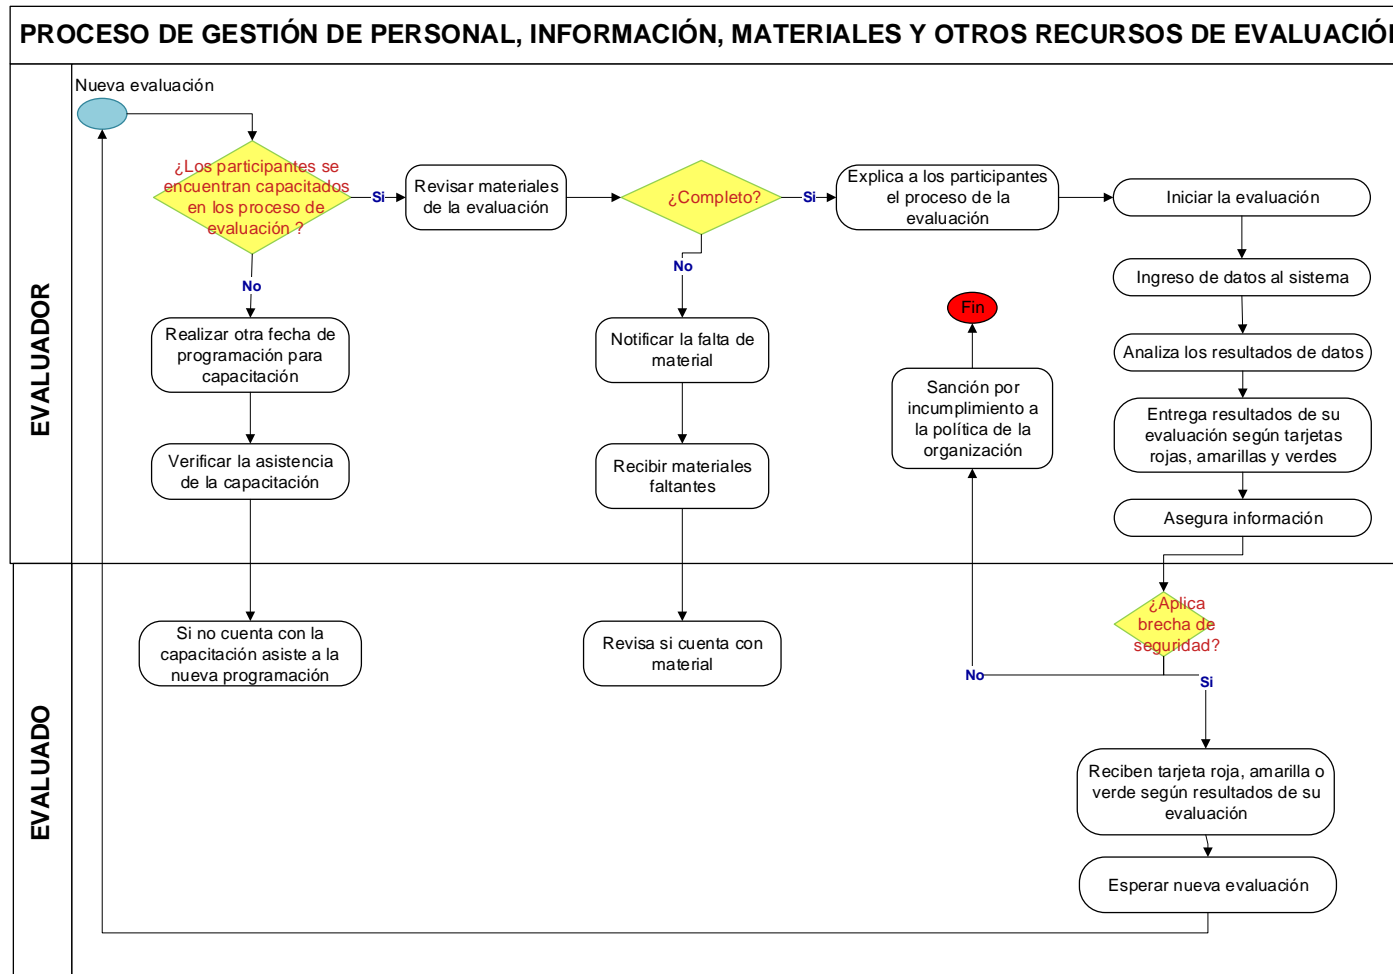 PROCESO DE GESTIÓN DE PERSONAL, INFORMACIÓN, MATERIALES Y OTROS RECURSOS DE EVALUACIÓN
EVALUADOR
Nueva evaluación
¿Los participantes se
encuentran capacitados
en los proceso de
evaluación ?
Si
Revisar materiales
de la evaluación
¿Completo?
Si
Explica a los participantes
el proceso de la
evaluación
Iniciar la evaluación
No
Realizar otra fecha de
programación para
capacitación
Verificar la asistencia
de la capacitación
No
Notificar la falta de
material
Recibir materiales
faltantes
Fin
Sanción por
incumplimiento a
la política de la
organización
Ingreso de datos al sistema
Analiza los resultados de datos
Entrega resultados de su
evaluación según tarjetas
rojas, amarillas y verdes
Asegura información
EVALUADO
Si no cuenta con la
capacitación asiste a la
nueva programación
Revisa si cuenta con
material
¿Aplica
brecha de
seguridad?
No
Si
Reciben tarjeta roja, amarilla o
verde según resultados de su
evaluación
Esperar nueva evaluación